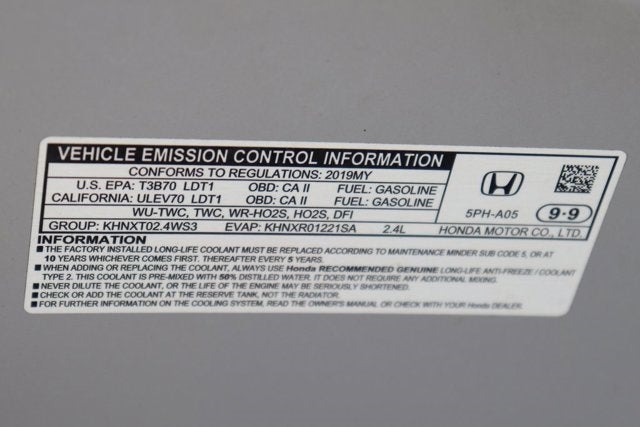 VEHICLE EMISSION CONTROL INFORMATION
CONFORMS TO REGULATIONS: 2019MY
U.S. EPA: T3B70 LDT1 OBD: CA II FUEL: GASOLINE
CALIFORNIA: ULEV70 LDT1 OBD: CA II FUEL: GASOLINE
WU-TWC, TWC, WR-HO2S, HO2S, DFI
GROUP: KHNXT02.4WS3 EVAP: KHNXR01221SA 2.4L
5PH-A05 9-9
HONDA MOTOR CO., LTD.
INFORMATION
■ THE FACTORY INSTALLED LONG-LIFE COOLANT MUST BE REPLACED ACCORDING TO MAINTENANCE MINDER SUB CODE 5, OR AT
10 YEARS WHICHEVER COMES FIRST. THEREAFTER EVERY 5 YEARS.
■ WHEN ADDING OR REPLACING THE COOLANT, ALWAYS USE Honda RECOMMENDED GENUINE LONG-LIFE ANTI-FREEZE / COOLANT
TYPE 2. THIS COOLANT IS PRE-MIXED WITH 50% DISTILLED WATER, IT DOES NOT REQUIRE ANY ADDITIONAL MIXING.
■ NEVER DILUTE THE COOLANT, OR THE LIFE OF THE ENGINE MAY BE SERIOUSLY SHORTENED.
■ CHECK OR ADD THE COOLANT AT THE RESERVE TANK, NOT THE RADIATOR.
■ FOR FURTHER INFORMATION ON THE COOLING SYSTEM, READ THE OWNER'S MANUAL OR CHECK WITH YOUR Honda DEALER.